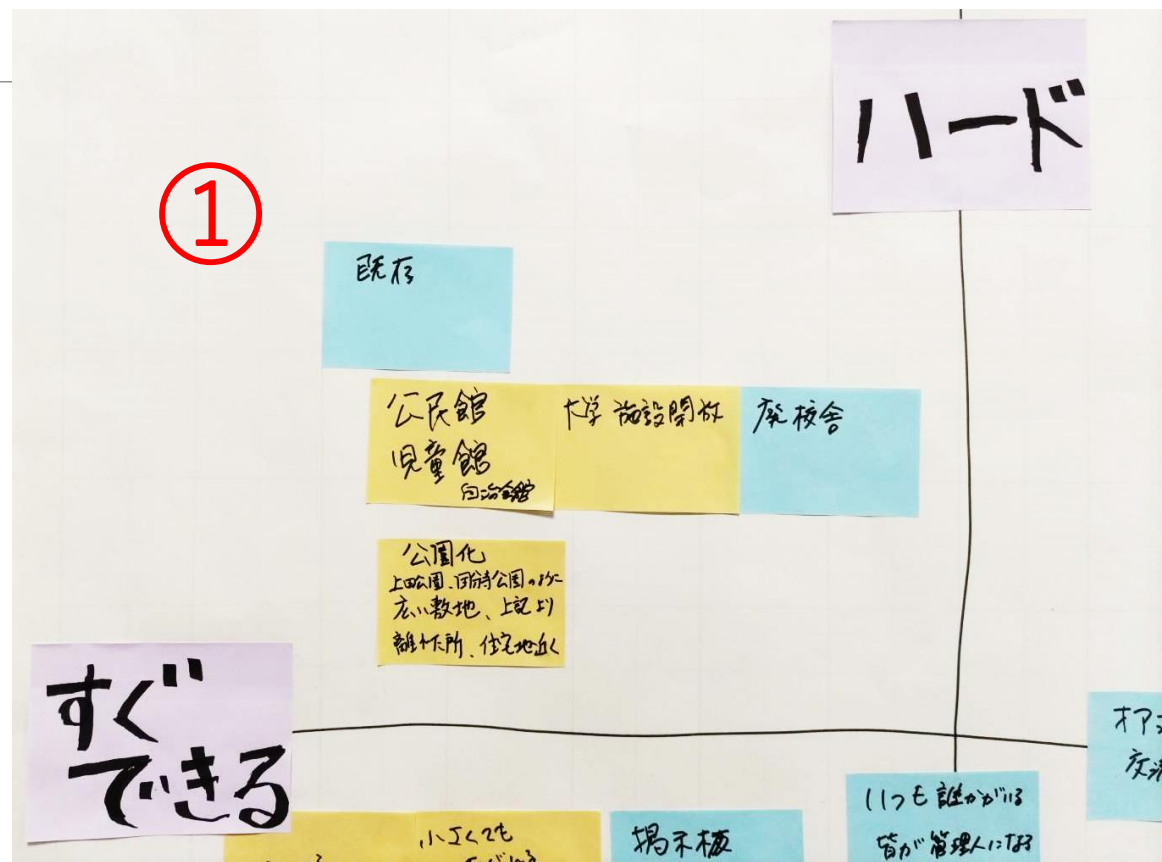 ハード
①
既存
公民館
児童館
自治会館
大学施設開放
廃校舎
公園化
上田公園、国分寺公園のように
広い敷地、上記より
離れた所、住宅地近く
すぐ
できる
いつも誰かがいる
皆が管理人になる
小さくても
掲示板